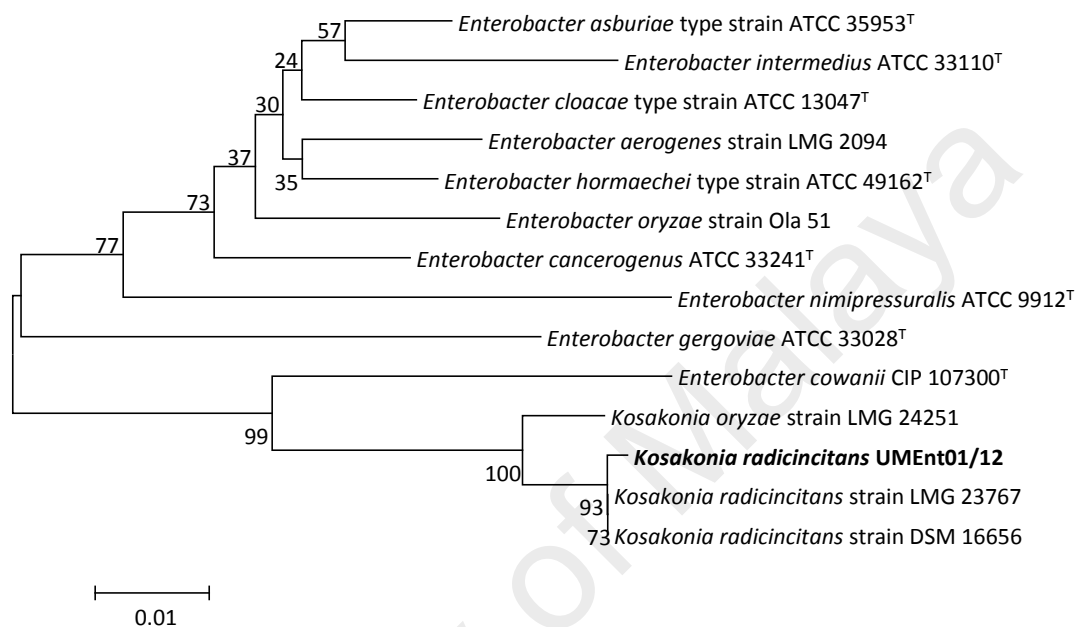 Enterobacter asburiae type strain ATCC 35953T
57
Enterobacter intermedius ATCC 33110T
24
Enterobacter cloacae type strain ATCC 13047T
30
Enterobacter aerogenes strain LMG 2094
37
35
Enterobacter hormaechei type strain ATCC 49162T
73
Enterobacter oryzae strain Ola 51
77
Enterobacter cancerogenus ATCC 33241T
Enterobacter nimipressuralis ATCC 9912T
Enterobacter gergoviae ATCC 33028T
Enterobacter cowanii CIP 107300T
Kosakonia oryzae strain LMG 24251
99
Kosakonia radicincitans UMEnt01/12
100
Kosakonia radicincitans strain LMG 23767
93
73
Kosakonia radicincitans strain DSM 16656
0.01
of Malaya